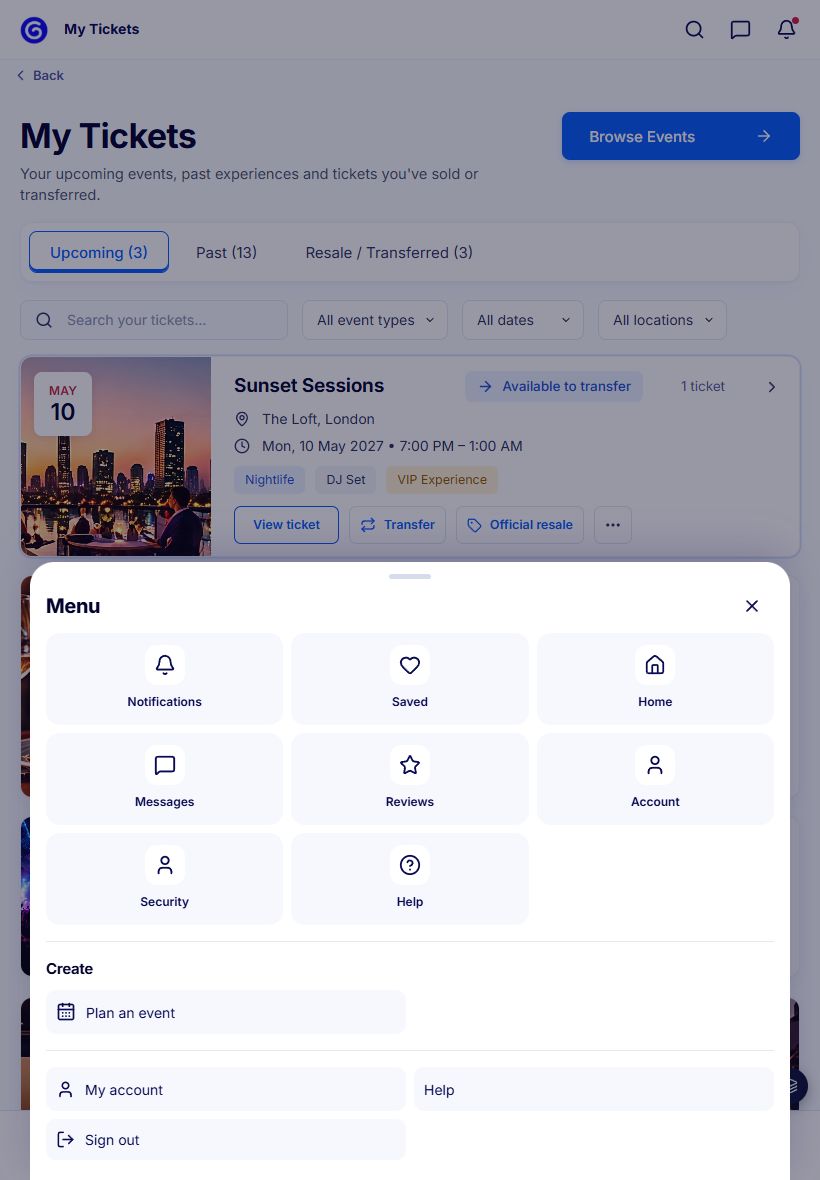 My Tickets
Back
My Tickets
Browse Events
Your upcoming events, past experiences and tickets you've sold or
transferred.
Upcoming (3) Past (13) Resale / Transferred (3)
Search your tickets... All event types All dates All locations
MAY
10
Sunset Sessions Available to transfer 1 ticket
The Loft, London
Mon, 10 May 2027 • 7:00 PM – 1:00 AM
Nightlife DJ Set VIP Experience
View ticket Transfer Official resale
Menu
Notifications Saved Home
Messages Reviews Account
Security Help
Create
Plan an event
My account Help
Sign out